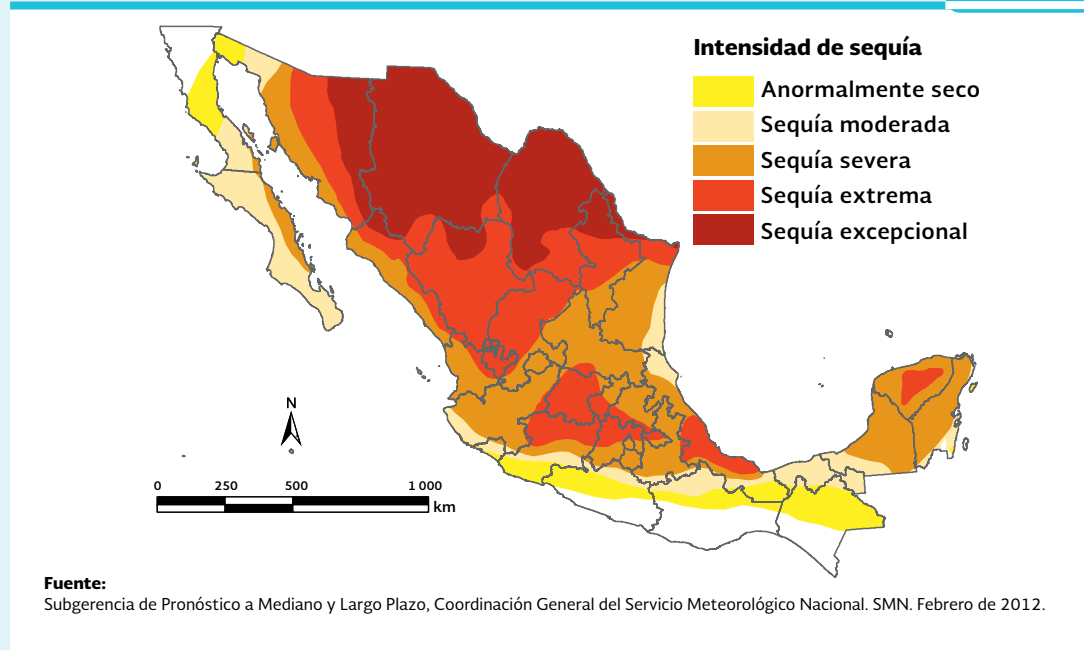 Intensidad de sequía
Anormalmente seco
Sequía moderada
Sequía severa
Sequía extrema
Sequía excepcional
N
0 250 500 1 000
km
Fuente:
Subgerencia de Pronóstico a Mediano y Largo Plazo, Coordinación General del Servicio Meteorológico Nacional. SMN. Febrero de 2012.